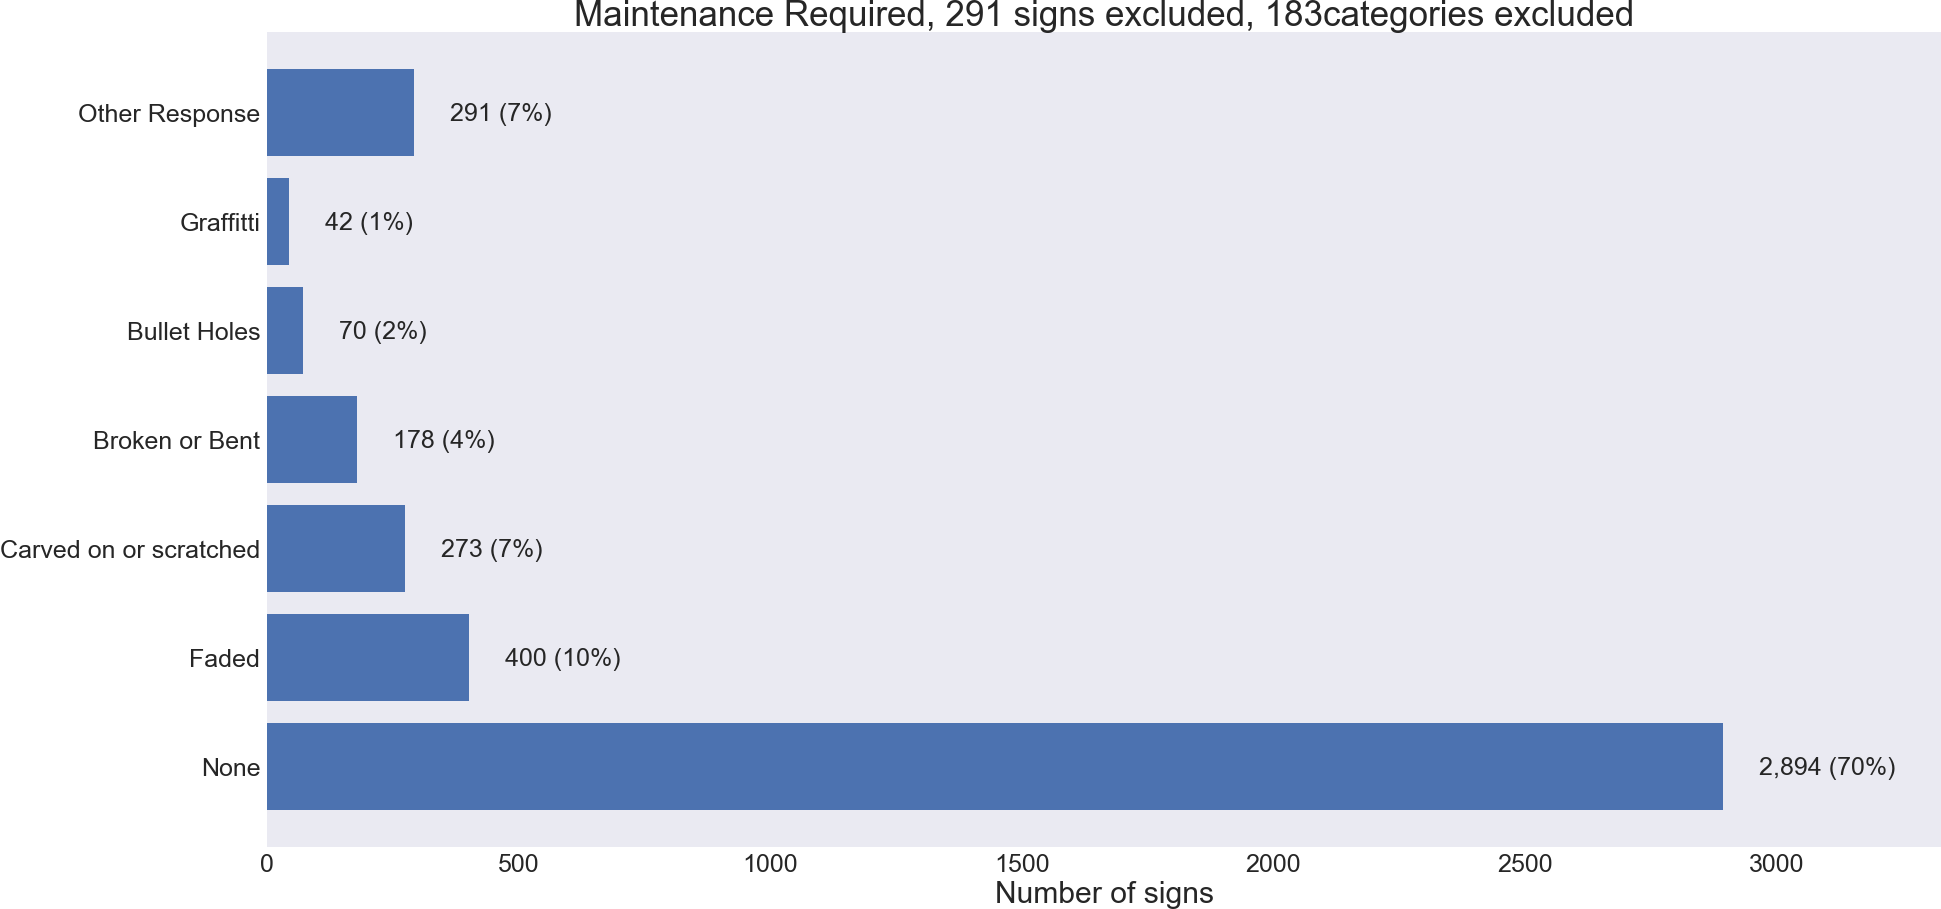 Maintenance Required, 291 signs excluded, 183categories excluded
Other Response 291 (7%)
Graffitti 42 (1%)
Bullet Holes 70 (2%)
Broken or Bent 178 (4%)
Carved on or scratched 273 (7%)
Faded 400 (10%)
None 2,894 (70%)
0 500 1000 1500 2000 2500 3000
Number of signs